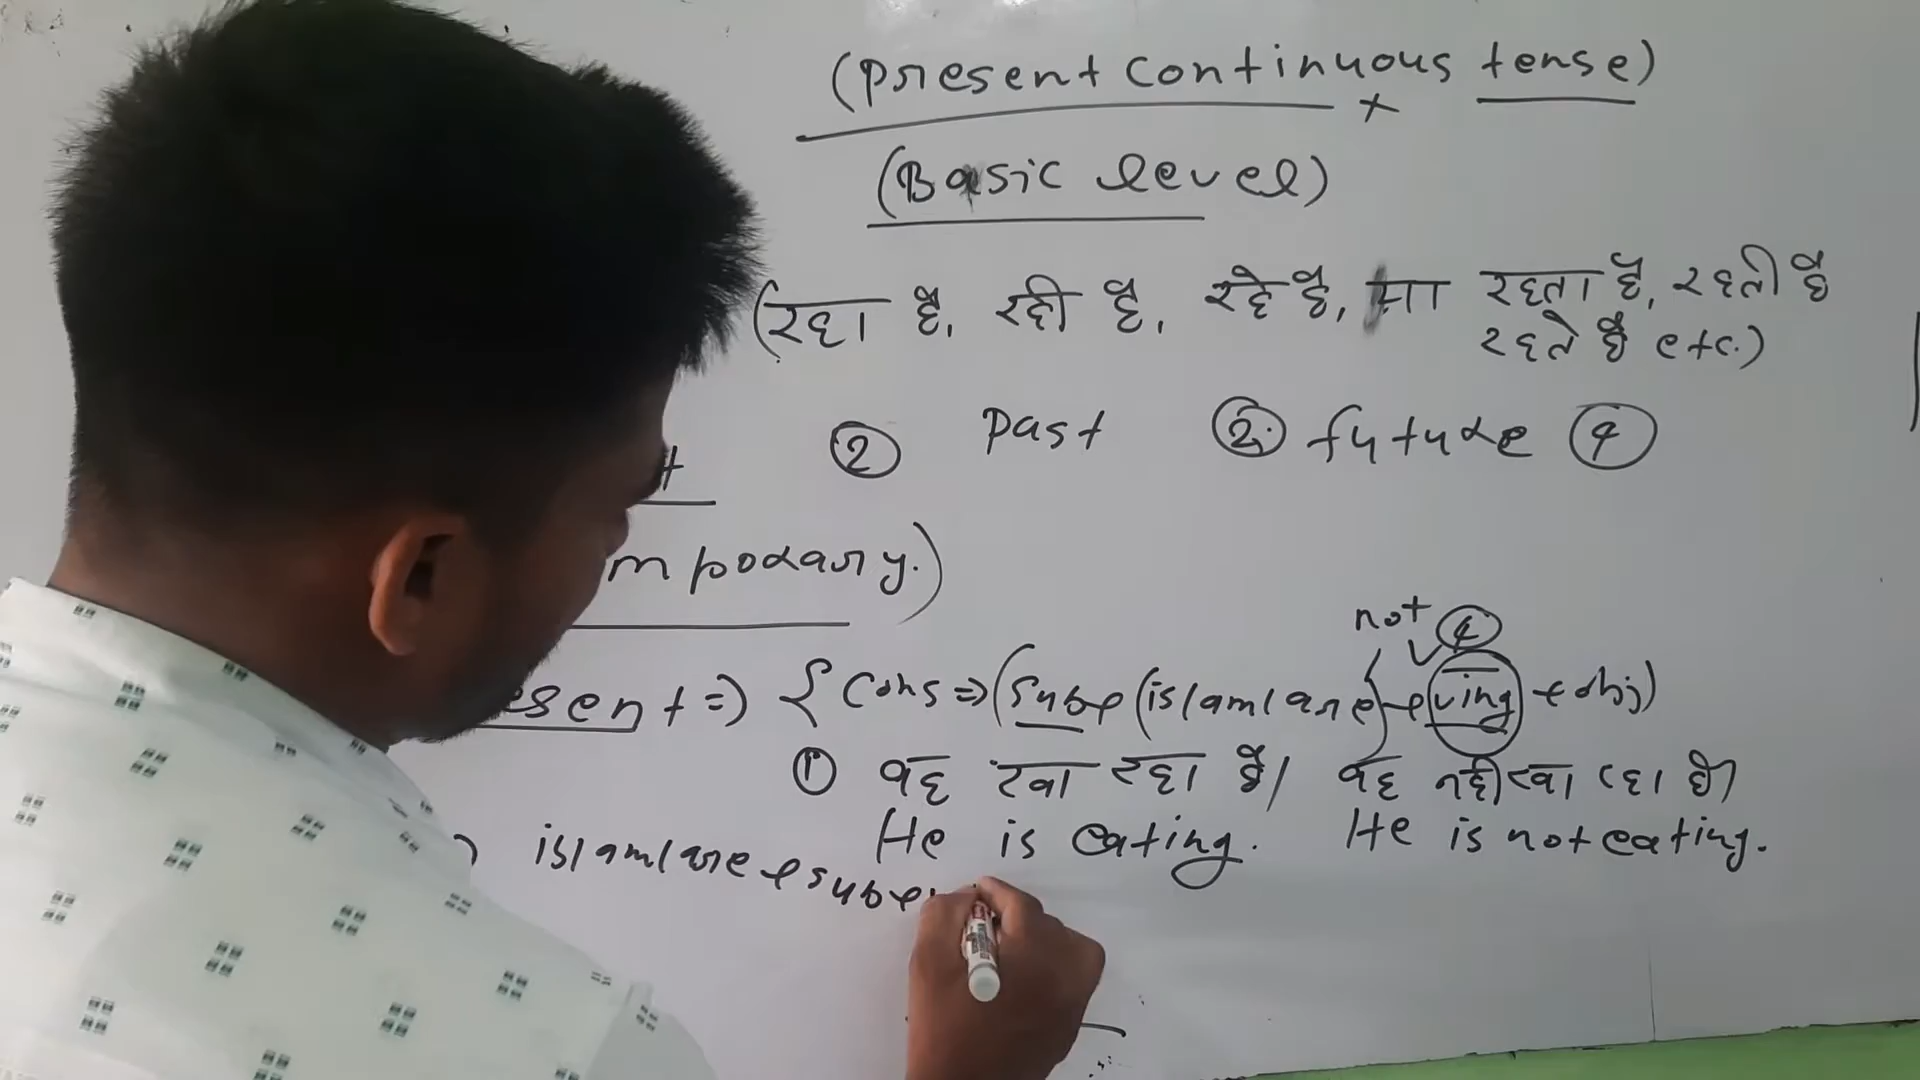 (Present continuous tense)
(Basic level)
(रहा है, रही है, रहे है, या रहता है, रहती है
रहते है etc.)
② Past ② future ④
mporary.)
not ④
esent => { Cons => (Sub + (is/am/are) + ving + obj)
① वह खा रहा है। वह नही खा रहा है।
He is eating. He is not eating.
is/am/are + sub +